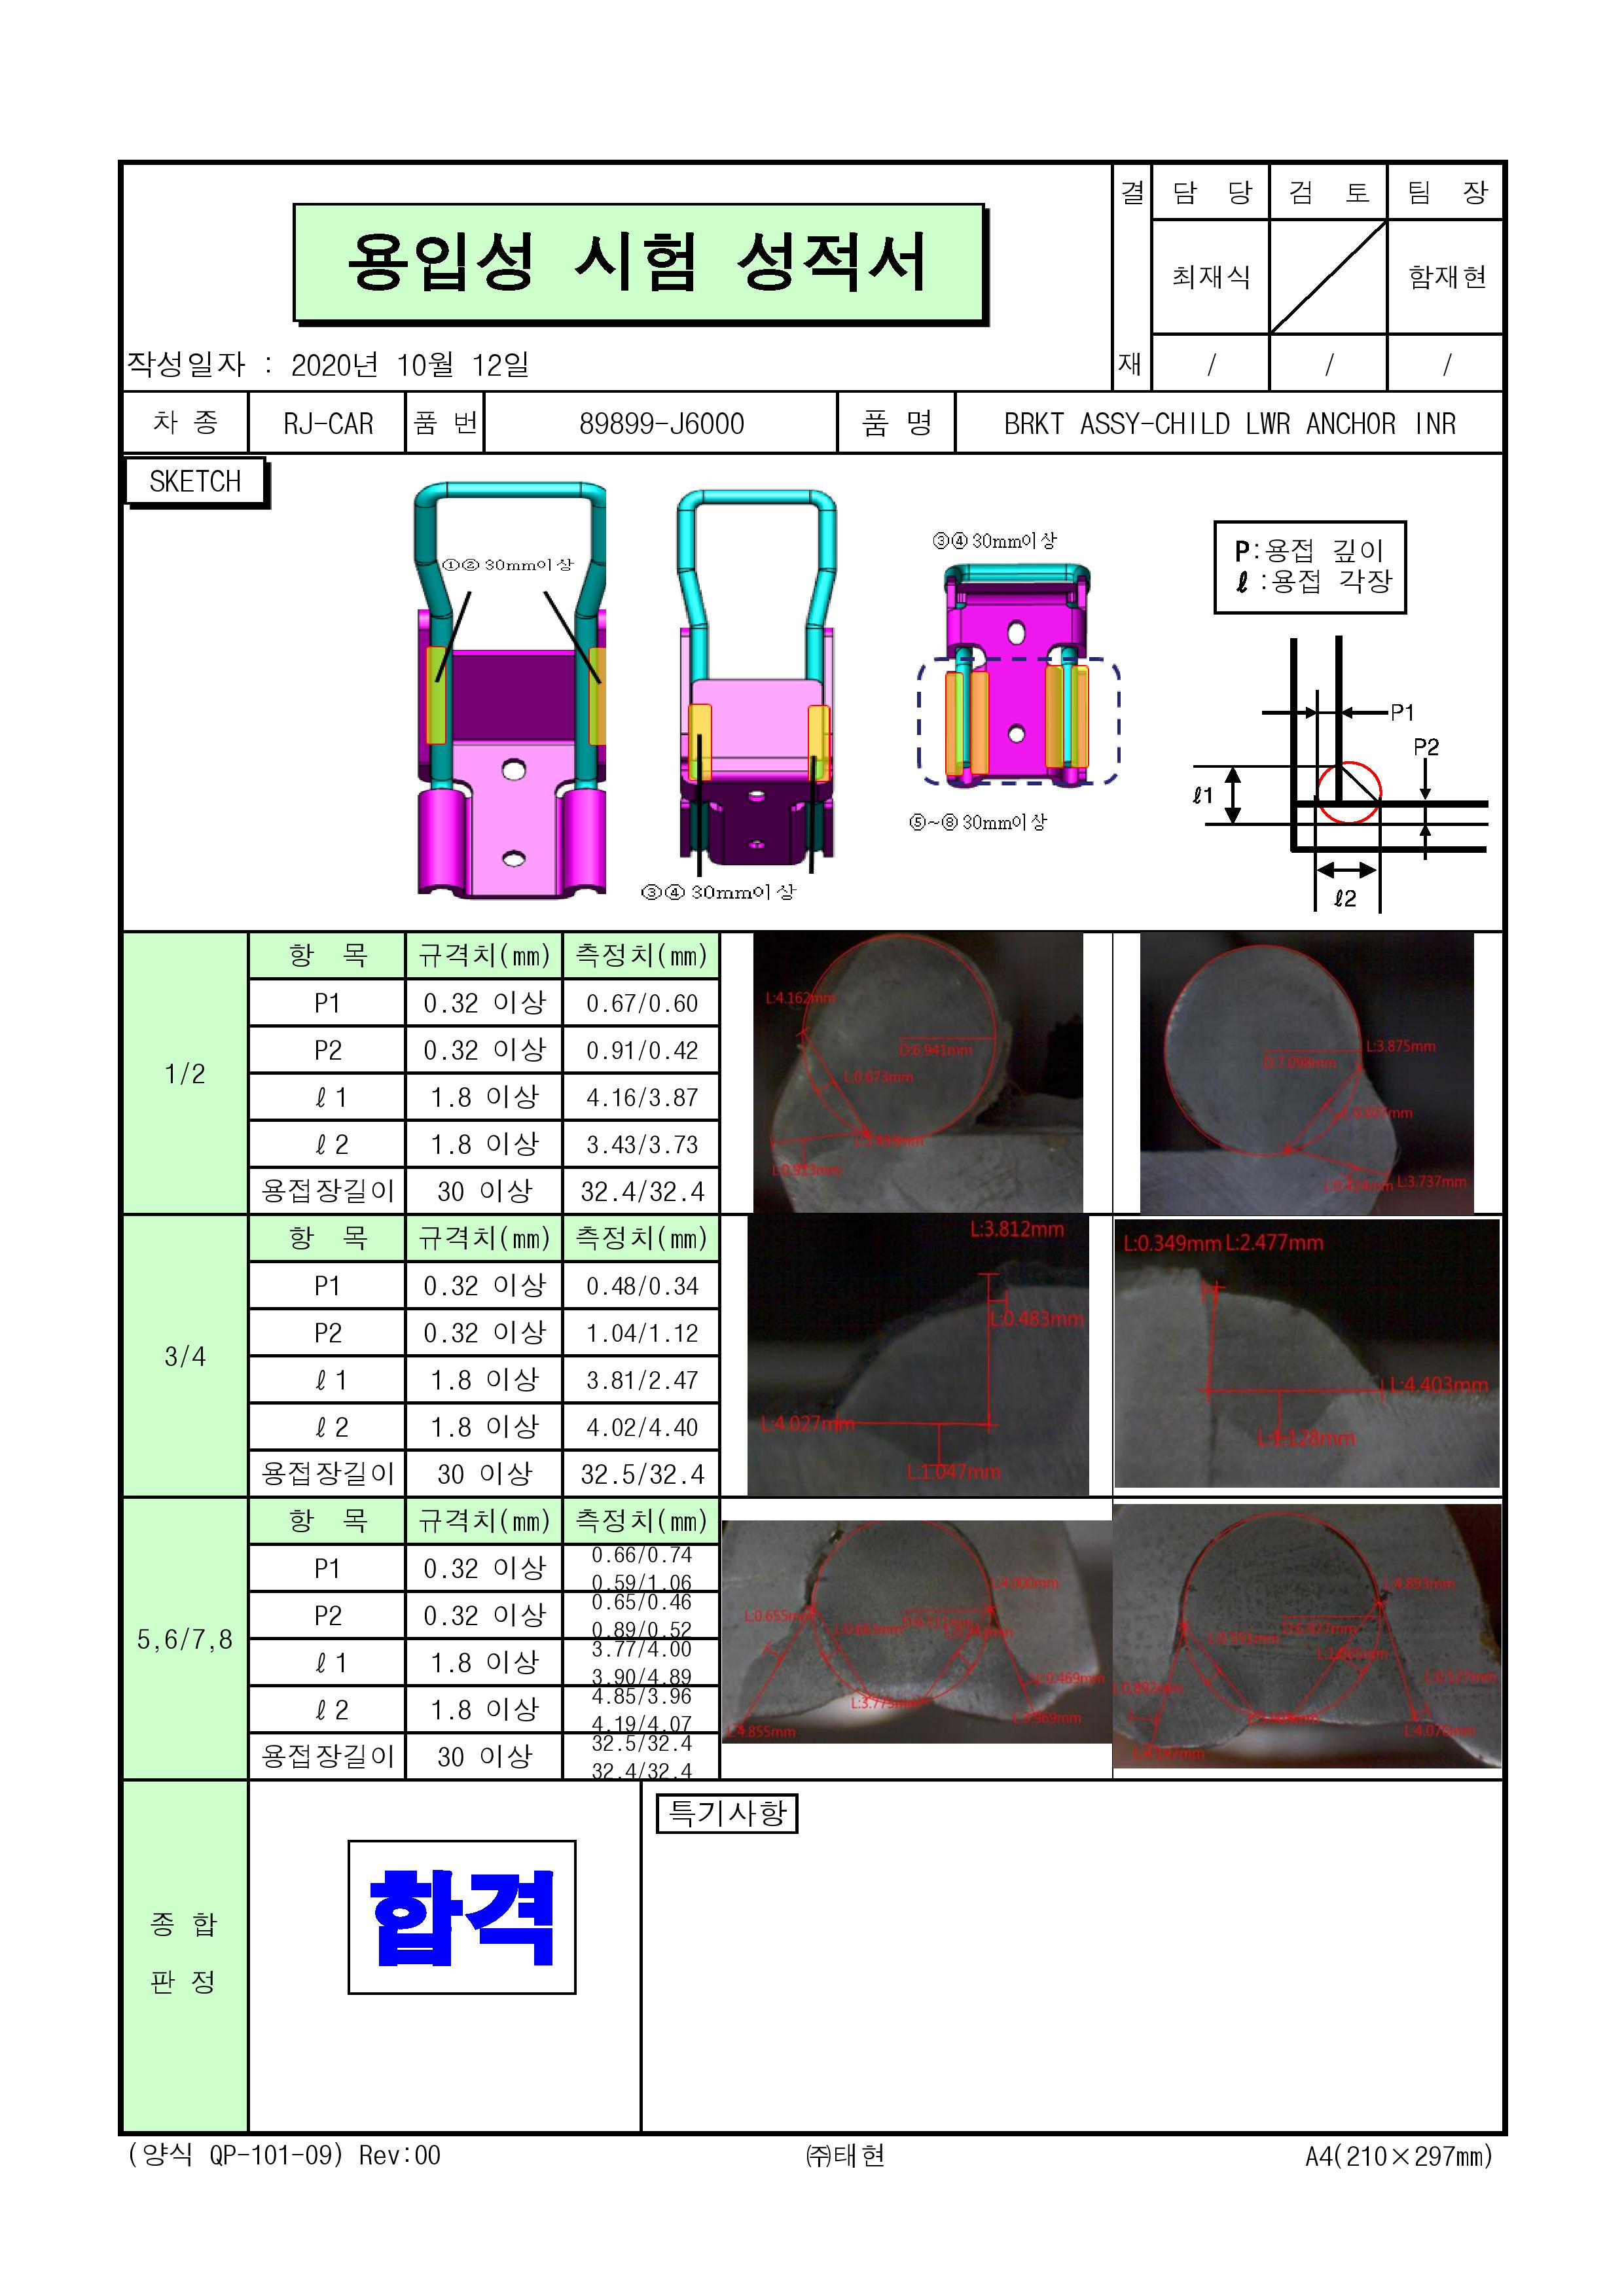 용입성 시험 성적서
결 재
담 당
검 토
팀 장
최재식
함재현
/
/
/
작성일자 : 2020년 10월 12일
차 종
RJ-CAR
품 번
89899-J6000
품 명
BRKT ASSY-CHILD LWR ANCHOR INR
SKETCH
①② 30mm이상
③④ 30mm이상
③④ 30mm이상
⑤~⑧ 30mm이상
P:용접 깊이
ℓ :용접 각장
P1
P2
ℓ1
ℓ2
1/2
항 목 규격치(㎜) 측정치(㎜)
P1 0.32 이상 0.67/0.60
P2 0.32 이상 0.91/0.42
ℓ1 1.8 이상 4.16/3.87
ℓ2 1.8 이상 3.43/3.73
용접장길이 30 이상 32.4/32.4
L:4.162mm
D:6.941mm
L:0.673mm
L:3.875mm
D:7.098mm
L:3.737mm
3/4
항 목 규격치(㎜) 측정치(㎜)
P1 0.32 이상 0.48/0.34
P2 0.32 이상 1.04/1.12
ℓ1 1.8 이상 3.81/2.47
ℓ2 1.8 이상 4.02/4.40
용접장길이 30 이상 32.5/32.4
L:3.812mm
L:0.483mm
L:4.027mm
L:1.047mm
L:0.349mm L:2.477mm
L:4.403mm
L:1.128mm
5,6/7,8
항 목 규격치(㎜) 측정치(㎜)
P1 0.32 이상 0.66/0.74
0.59/1.06
P2 0.32 이상 0.65/0.46
0.89/0.52
ℓ1 1.8 이상 3.77/4.00
3.90/4.89
ℓ2 1.8 이상 4.85/3.96
4.19/4.07
용접장길이 30 이상 32.5/32.4
32.4/32.4
L:0.655mm
L:0.469mm
L:3.969mm
L:4.855mm
L:4.893mm
종 합
판 정
합격
특기사항
(양식 QP-101-09) Rev:00
㈜태현
A4(210×297㎜)